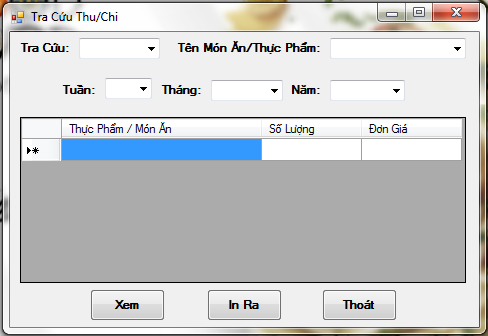 Tra Cứu Thu/Chi
Tra Cứu: Tên Món Ăn/Thực Phẩm:
Tuần: Tháng: Năm:
Thực Phẩm / Món Ăn Số Lượng Đơn Giá
Xem In Ra Thoát